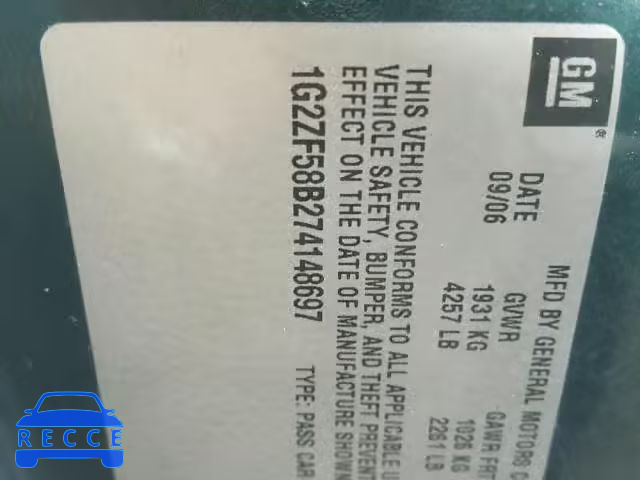 GM
MFD BY GENERAL MOTORS C
DATE GVWR GAWR FRT
09/06 1931 KG 1026 KG
4257 LB 2261 LB
THIS VEHICLE CONFORMS TO ALL APPLICABLE U
VEHICLE SAFETY, BUMPER, AND THEFT PREVENT
EFFECT ON THE DATE OF MANUFACTURE SHOWN
1G2ZF58B274148697 TYPE: PASS CAR
RECCE